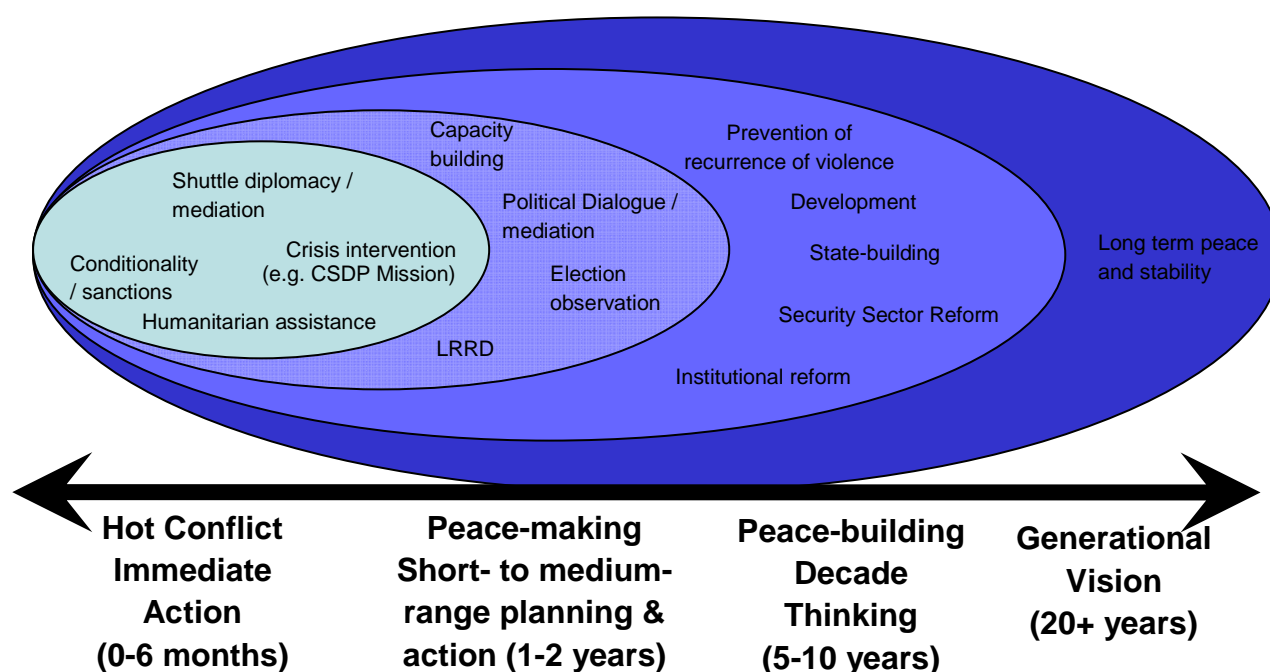 Shuttle diplomacy /
mediation
Conditionality
/ sanctions
Crisis intervention
(e.g. CSDP Mission)
Humanitarian assistance
Capacity
building
Political Dialogue /
mediation
Election
observation
LRRD
Prevention of
recurrence of violence
Development
State-building
Security Sector Reform
Institutional reform
Long term peace
and stability
Hot Conflict
Immediate
Action
(0-6 months)
Peace-making
Short- to medium-
range planning &
action (1-2 years)
Peace-building
Decade
Thinking
(5-10 years)
Generational
Vision
(20+ years)